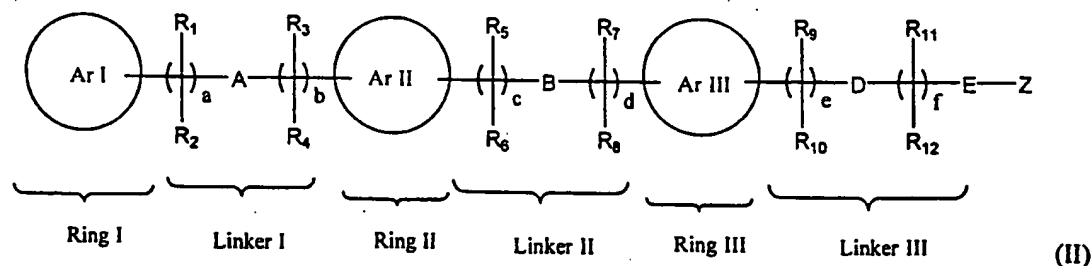 R₁ R₃ R₅ R₇ R₉ R₁₁
Ar I ( )a A ( )b Ar II ( )c B ( )d Ar III ( )e D ( )f E Z
R₂ R₄ R₆ R₈ R₁₀ R₁₂
Ring I Linker I Ring II Linker II Ring III Linker III
(II)